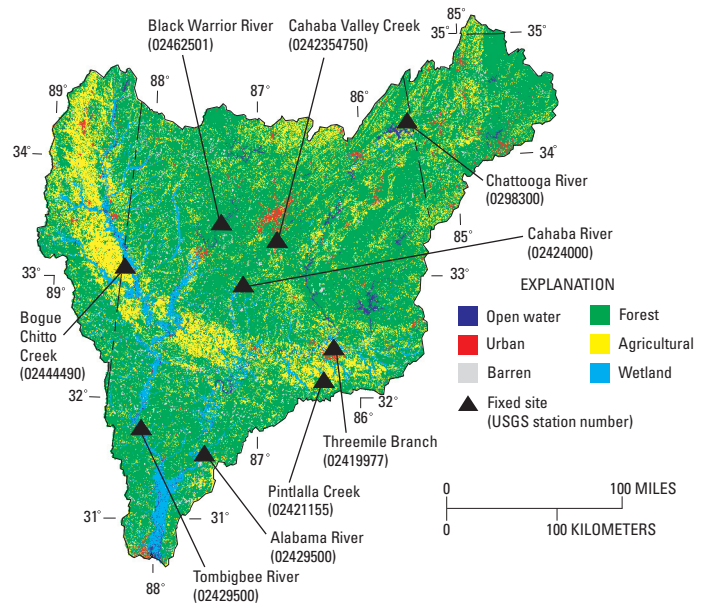 Black Warrior River
(02462501)
Cahaba Valley Creek
(0242354750)
85°
35°
35°
89°
88°
87°
86°
34°
34°
Chattooga River
(0298300)
85°
Cahaba River
(02424000)
33°
89°
33°
EXPLANATION
Open water
Forest
Urban
Agricultural
Barren
Wetland
Fixed site
(USGS station number)
Bogue
Chitto
Creek
(02444490)
32°
32°
86°
87°
Threemile Branch
(02419977)
Pintlalla Creek
(02421155)
31°
31°
Alabama River
(02429500)
88°
Tombigbee River
(02429500)
0
100 MILES
0
100 KILOMETERS